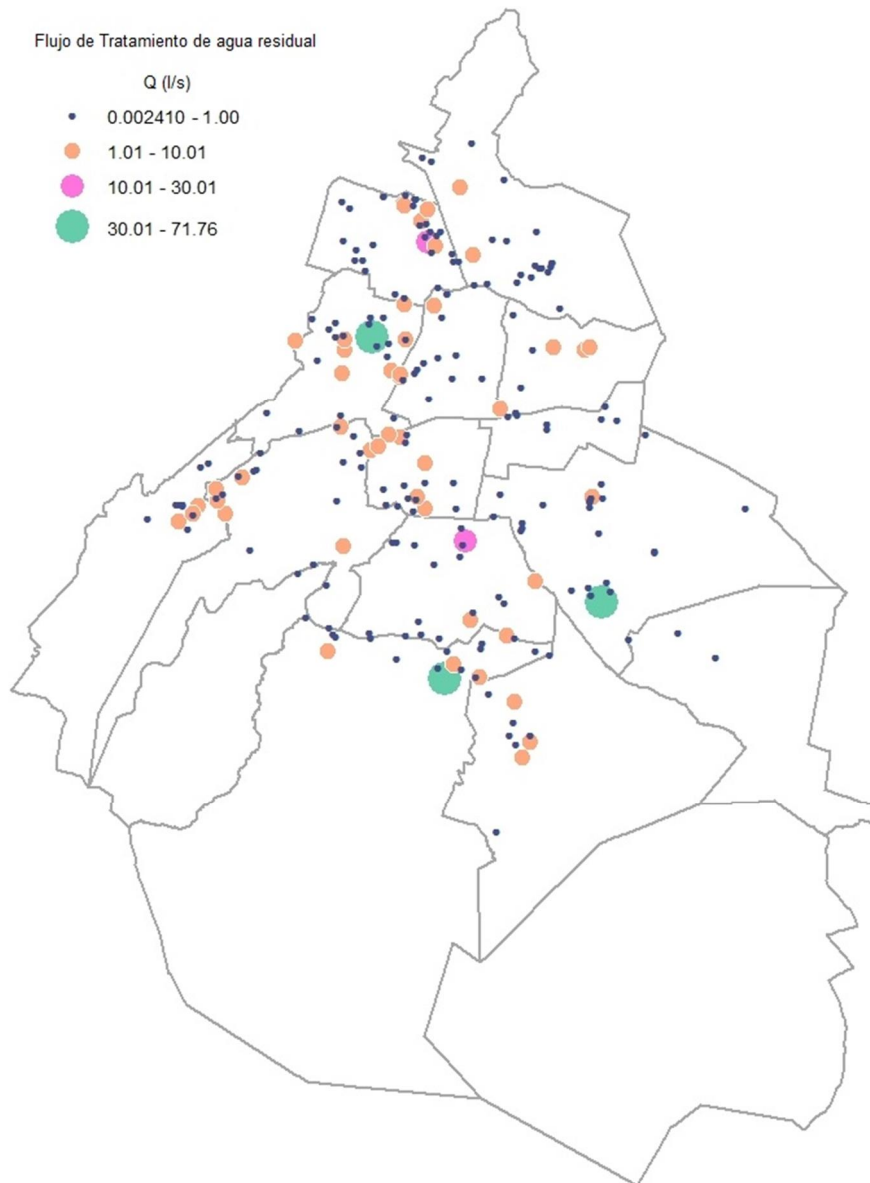 Flujo de Tratamiento de agua residual
Q (l/s)
0.002410 - 1.00
1.01 - 10.01
10.01 - 30.01
30.01 - 71.76